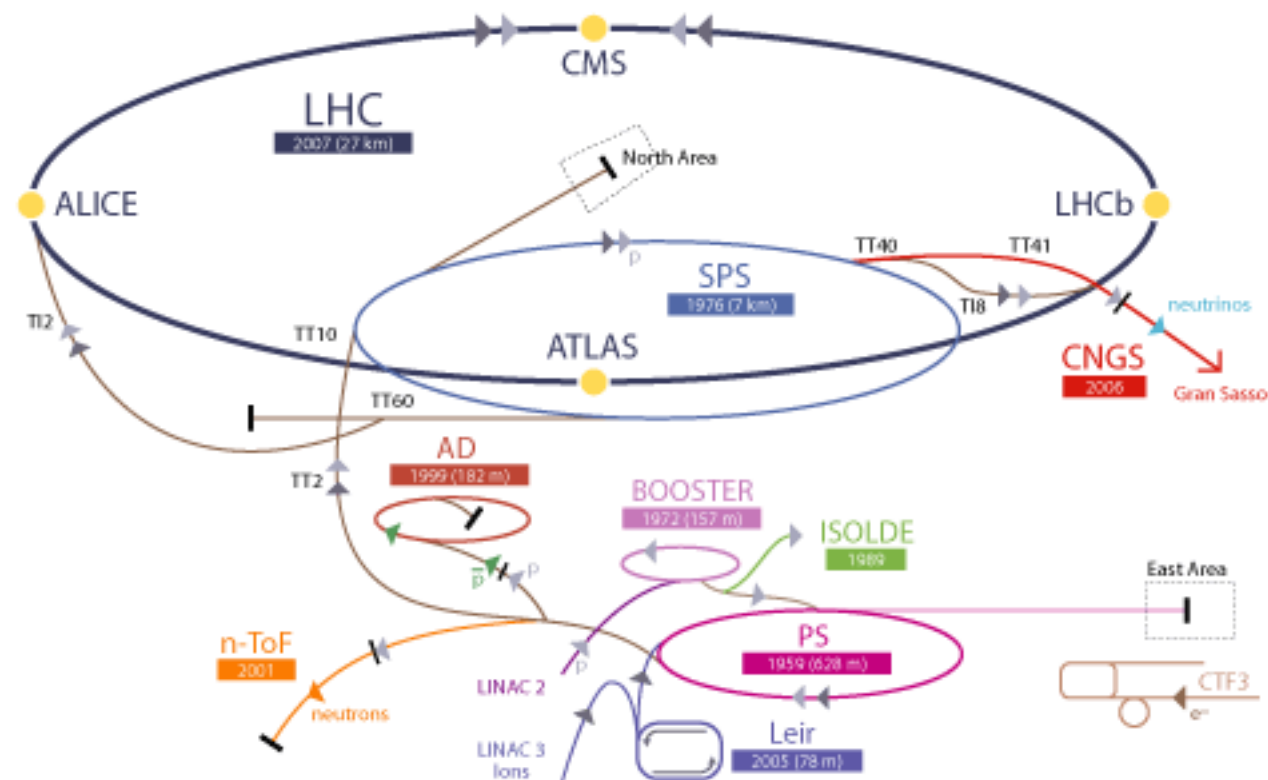 CMS
LHC
2007 (27 km)
North Area
ALICE
LHCb
TT40
TT41
p
SPS
1976 (7 km)
TI8
neutrinos
TI2
TT10
ATLAS
CNGS
2006
Gran Sasso
TT60
AD
1999 (182 m)
TT2
BOOSTER
1972 (157 m)
ISOLDE
1989
p̅
p
East Area
n-ToF
2001
PS
1959 (628 m)
p
LINAC 2
neutrons
CTF3
e-
Leir
2005 (78 m)
LINAC 3
Ions